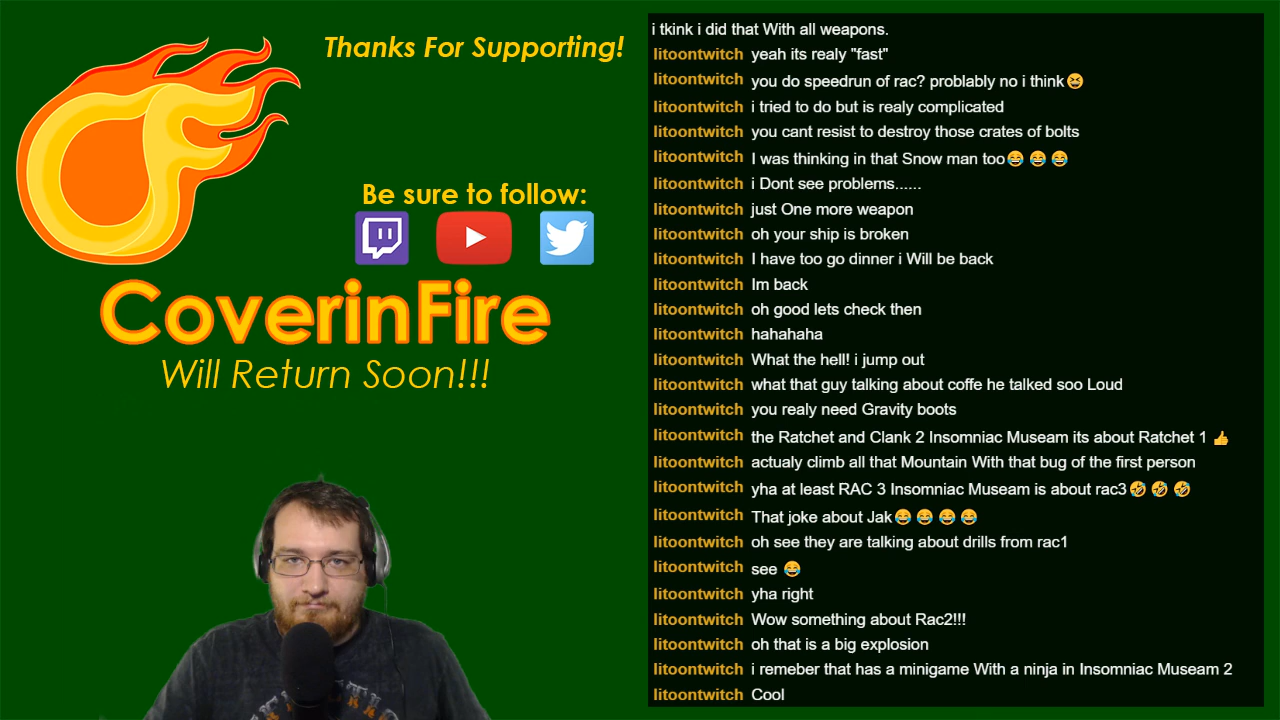 Thanks For Supporting!
Be sure to follow:
CoverinFire
Will Return Soon!!!
i tkink i did that With all weapons.
litoontwitch yeah its realy "fast"
litoontwitch you do speedrun of rac? problably no i think😆
litoontwitch i tried to do but is realy complicated
litoontwitch you cant resist to destroy those crates of bolts
litoontwitch I was thinking in that Snow man too😂 😂 😂
litoontwitch i Dont see problems......
litoontwitch just One more weapon
litoontwitch oh your ship is broken
litoontwitch I have too go dinner i Will be back
litoontwitch Im back
litoontwitch oh good lets check then
litoontwitch hahahaha
litoontwitch What the hell! i jump out
litoontwitch what that guy talking about coffe he talked soo Loud
litoontwitch you realy need Gravity boots
litoontwitch the Ratchet and Clank 2 Insomniac Museam its about Ratchet 1 👍
litoontwitch actualy climb all that Mountain With that bug of the first person
litoontwitch yha at least RAC 3 Insomniac Museam is about rac3🤣 🤣 🤣
litoontwitch That joke about Jak😂 😂 😂 😂
litoontwitch oh see they are talking about drills from rac1
litoontwitch see 😂
litoontwitch yha right
litoontwitch Wow something about Rac2!!!
litoontwitch oh that is a big explosion
litoontwitch i remeber that has a minigame With a ninja in Insomniac Museam 2
litoontwitch Cool